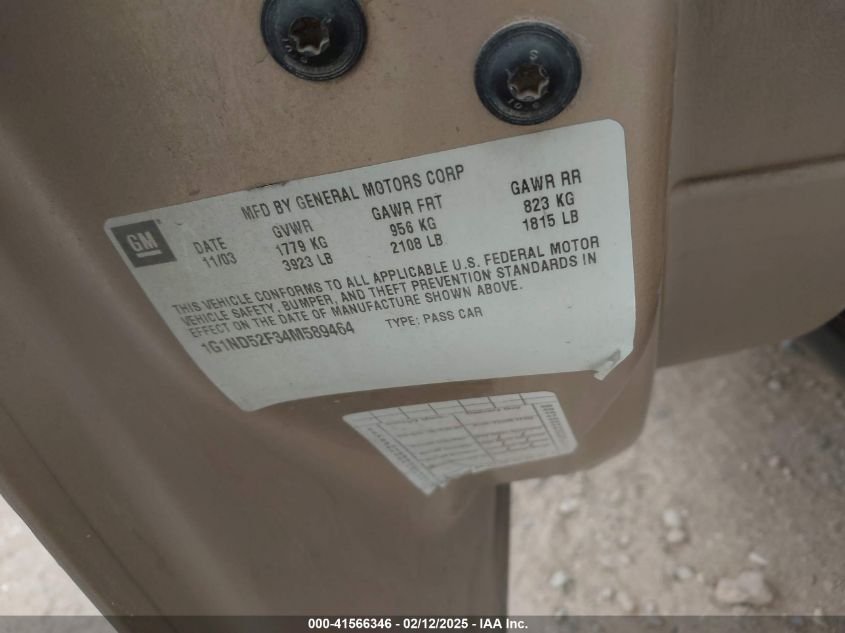 MFD BY GENERAL MOTORS CORP
GM
DATE GVWR GAWR FRT GAWR RR
11/03 1779 KG 956 KG 823 KG
3923 LB 2108 LB 1815 LB
THIS VEHICLE CONFORMS TO ALL APPLICABLE U.S. FEDERAL MOTOR
VEHICLE SAFETY, BUMPER, AND THEFT PREVENTION STANDARDS IN
EFFECT ON THE DATE OF MANUFACTURE SHOWN ABOVE.
1G1ND52F34M589464 TYPE: PASS CAR
000-41566346 - 02/12/2025 - IAA Inc.